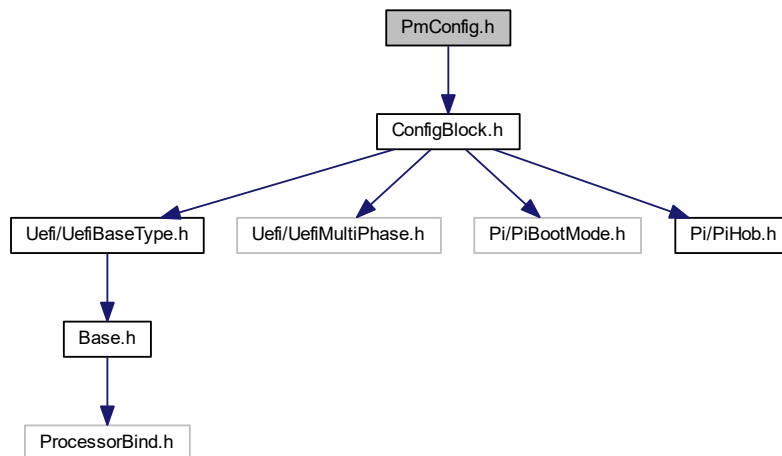 PmConfig.h
ConfigBlock.h
Uefi/UefiBaseType.h
Uefi/UefiMultiPhase.h
Pi/PiBootMode.h
Pi/PiHob.h
Base.h
ProcessorBind.h